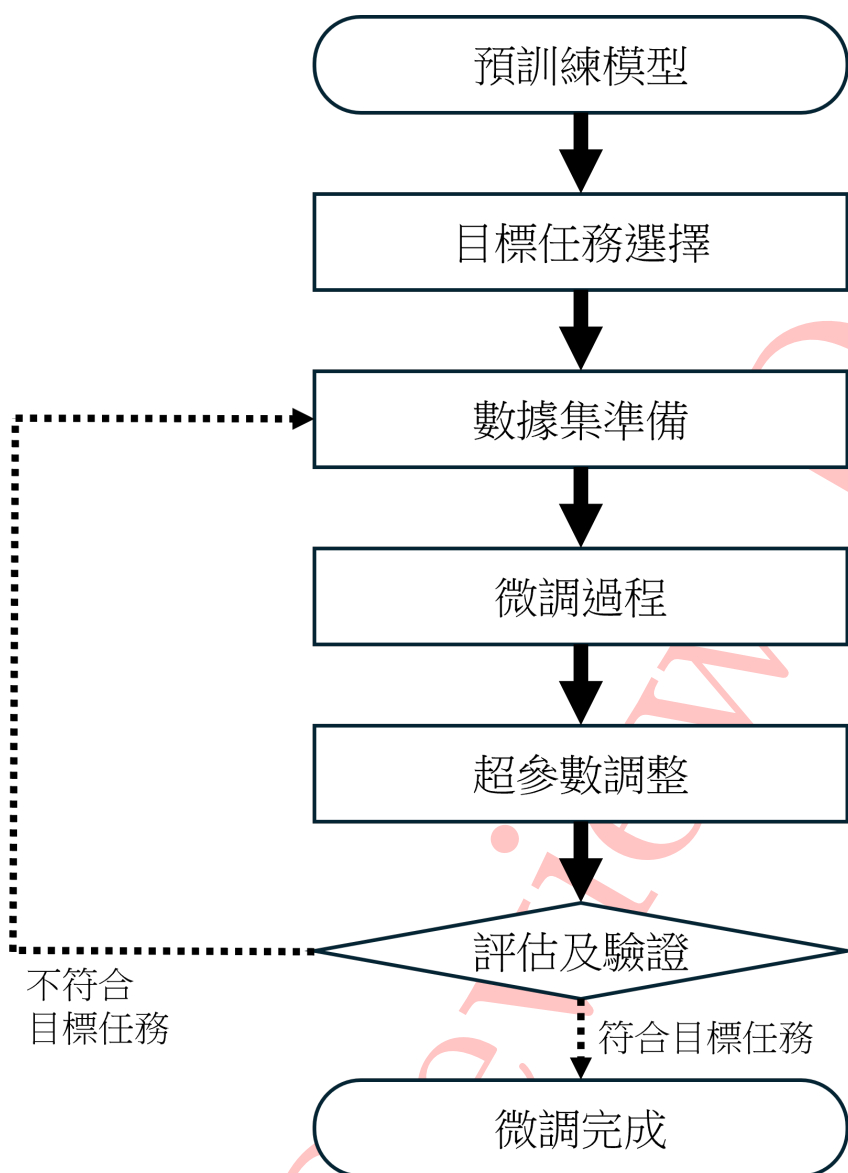 預訓練模型
目標任務選擇
數據集準備
微調過程
超參數調整
評估及驗證
不符合
目標任務
符合目標任務
微調完成
eview